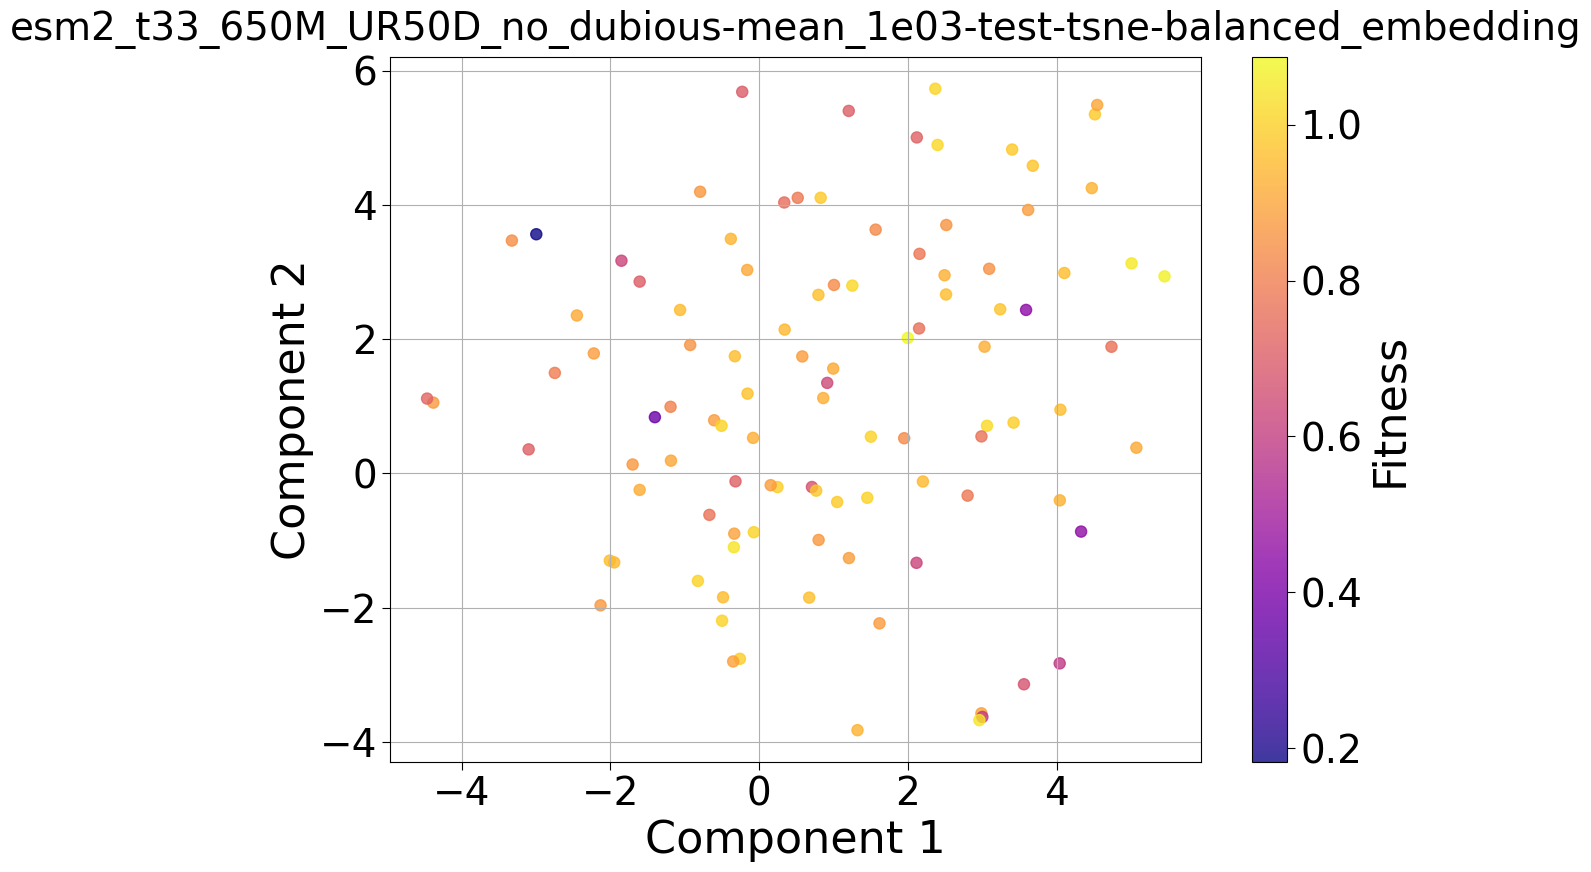 esm2_t33_650M_UR50D_no_dubious-mean_1e03-test-tsne-balanced_embedding
6
4
2
0
−2
−4
Component 2
−4 −2 0 2 4
Component 1
1.0
0.8
0.6
0.4
0.2
Fitness